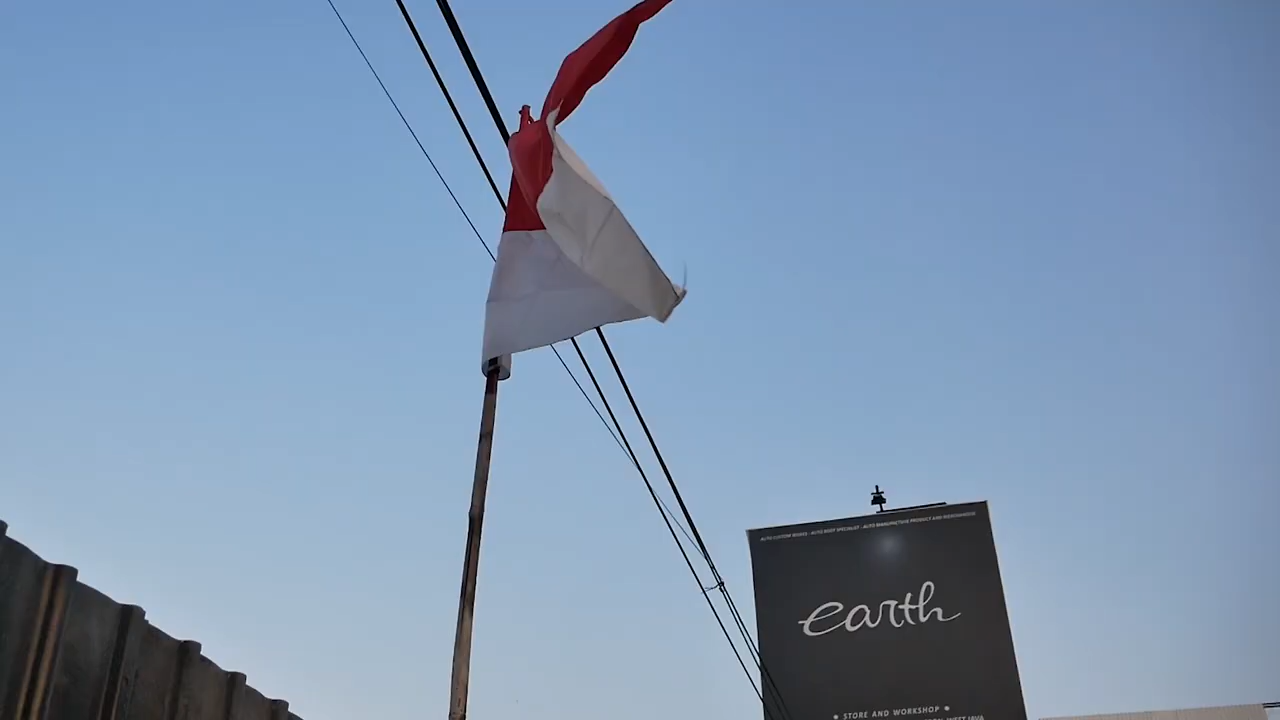 AUTO CUSTOM WORKS - AUTO BODY SPECIALIST - AUTO MANUFACTURE PRODUCT AND MERCHANDISE
earth
• STORE AND WORKSHOP •
WEST JAVA